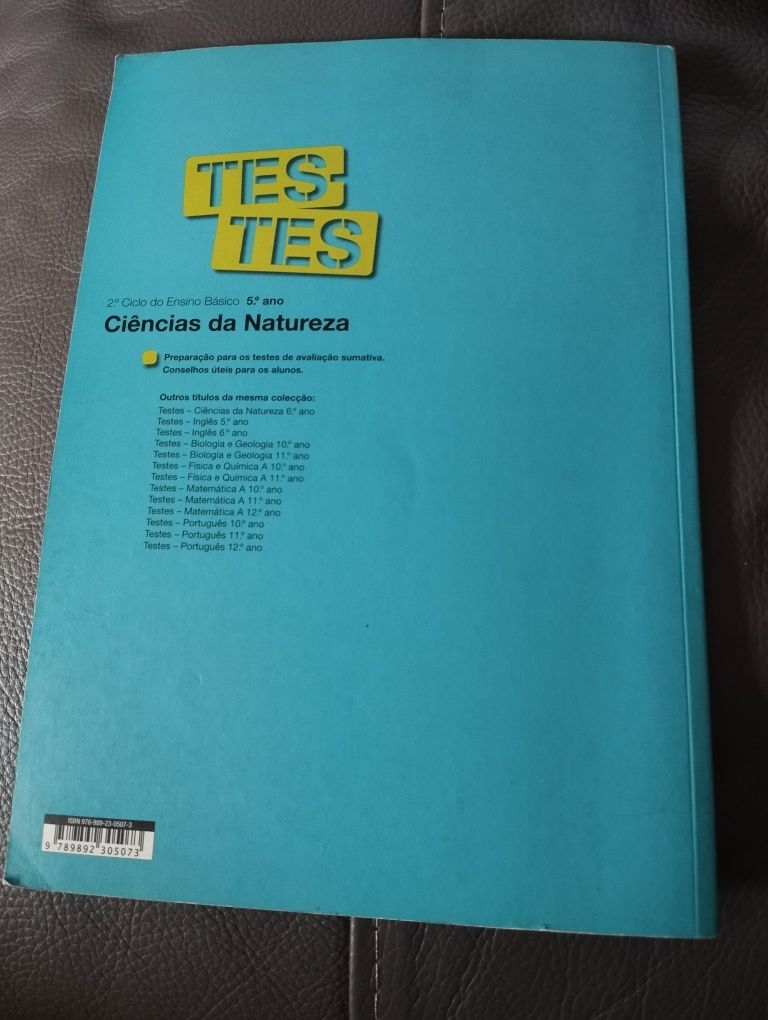 TES
TES
2.º Ciclo do Ensino Básico 5.º ano
Ciências da Natureza
Preparação para os testes de avaliação sumativa.
Conselhos úteis para os alunos.
Outros títulos da mesma colecção:
Testes – Ciências da Natureza 6.º ano
Testes – Inglês 5.º ano
Testes – Inglês 6.º ano
Testes – Biologia e Geologia 10.º ano
Testes – Biologia e Geologia 11.º ano
Testes – Física e Química A 10.º ano
Testes – Física e Química A 11.º ano
Testes – Matemática A 10.º ano
Testes – Matemática A 11.º ano
Testes – Matemática A 12.º ano
Testes – Português 10.º ano
Testes – Português 11.º ano
Testes – Português 12.º ano
ISBN 978-989-23-0507-3
9 789892 305073